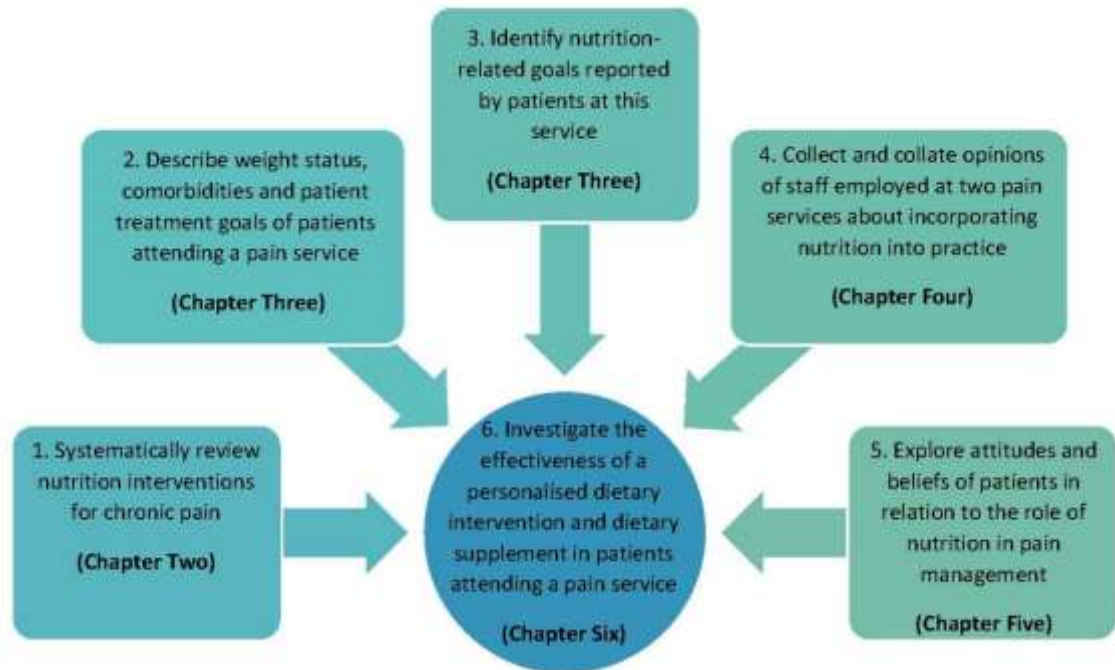 1. Systematically review
nutrition interventions
for chronic pain
(Chapter Two)
2. Describe weight status,
comorbidities and patient
treatment goals of patients
attending a pain service
(Chapter Three)
3. Identify nutrition-
related goals reported
by patients at this
service
(Chapter Three)
4. Collect and collate opinions
of staff employed at two pain
services about incorporating
nutrition into practice
(Chapter Four)
5. Explore attitudes and
beliefs of patients in
relation to the role of
nutrition in pain
management
(Chapter Five)
6. Investigate the
effectiveness of a
personalised dietary
intervention and dietary
supplement in patients
attending a pain service
(Chapter Six)